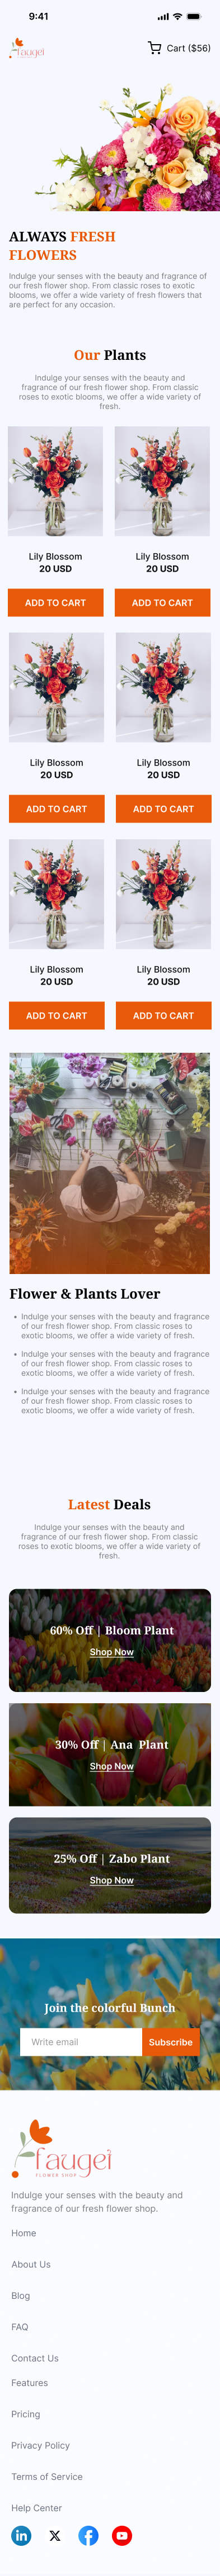 9:41
faugei
Cart ($56)
ALWAYS FRESH
FLOWERS
Indulge your senses with the beauty and fragrance of
our fresh flower shop. From classic roses to exotic
blooms, we offer a wide variety of fresh flowers that
are perfect for any occasion.
Our Plants
Indulge your senses with the beauty and
fragrance of our fresh flower shop. From classic
roses to exotic blooms, we offer a wide variety of
fresh.
Lily Blossom
20 USD
ADD TO CART
Lily Blossom
20 USD
ADD TO CART
Lily Blossom
20 USD
ADD TO CART
Lily Blossom
20 USD
ADD TO CART
Lily Blossom
20 USD
ADD TO CART
Lily Blossom
20 USD
ADD TO CART
Flower & Plants Lover
• Indulge your senses with the beauty and fragrance
of our fresh flower shop. From classic roses to
exotic blooms, we offer a wide variety of fresh.
• Indulge your senses with the beauty and fragrance
of our fresh flower shop. From classic roses to
exotic blooms, we offer a wide variety of fresh.
• Indulge your senses with the beauty and fragrance
of our fresh flower shop. From classic roses to
exotic blooms, we offer a wide variety of fresh.
Latest Deals
Indulge your senses with the beauty and
fragrance of our fresh flower shop. From classic
roses to exotic blooms, we offer a wide variety of
fresh.
60% Off | Bloom Plant
Shop Now
30% Off | Ana Plant
Shop Now
25% Off | Zabo Plant
Shop Now
Join the colorful Bunch
Write email
Subscribe
faugei
FLOWER SHOP
Indulge your senses with the beauty and
fragrance of our fresh flower shop.
Home
About Us
Blog
FAQ
Contact Us
Features
Pricing
Privacy Policy
Terms of Service
Help Center